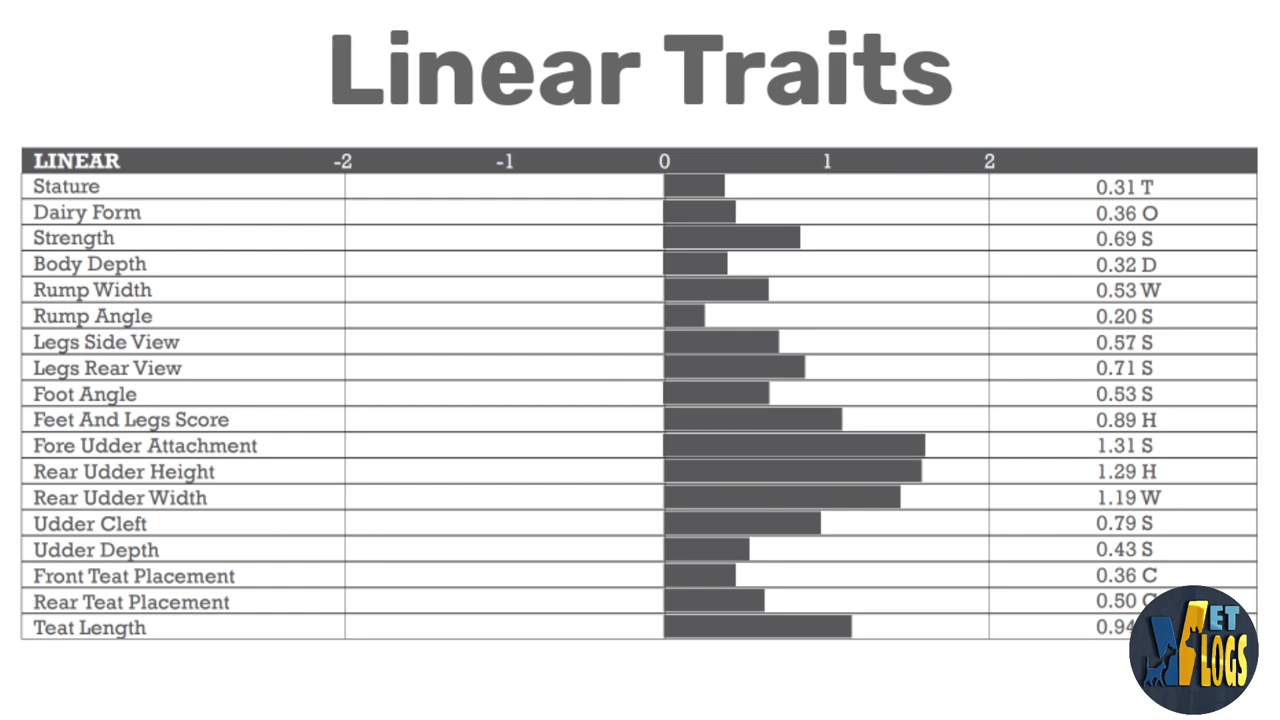 Linear Traits
LINEAR -2 -1 0 1 2
Stature 0.31 T
Dairy Form 0.36 O
Strength 0.69 S
Body Depth 0.32 D
Rump Width 0.53 W
Rump Angle 0.20 S
Legs Side View 0.57 S
Legs Rear View 0.71 S
Foot Angle 0.53 S
Feet And Legs Score 0.89 H
Fore Udder Attachment 1.31 S
Rear Udder Height 1.29 H
Rear Udder Width 1.19 W
Udder Cleft 0.79 S
Udder Depth 0.43 S
Front Teat Placement 0.36 C
Rear Teat Placement 0.50
Teat Length 0.94
VET
VLOGS